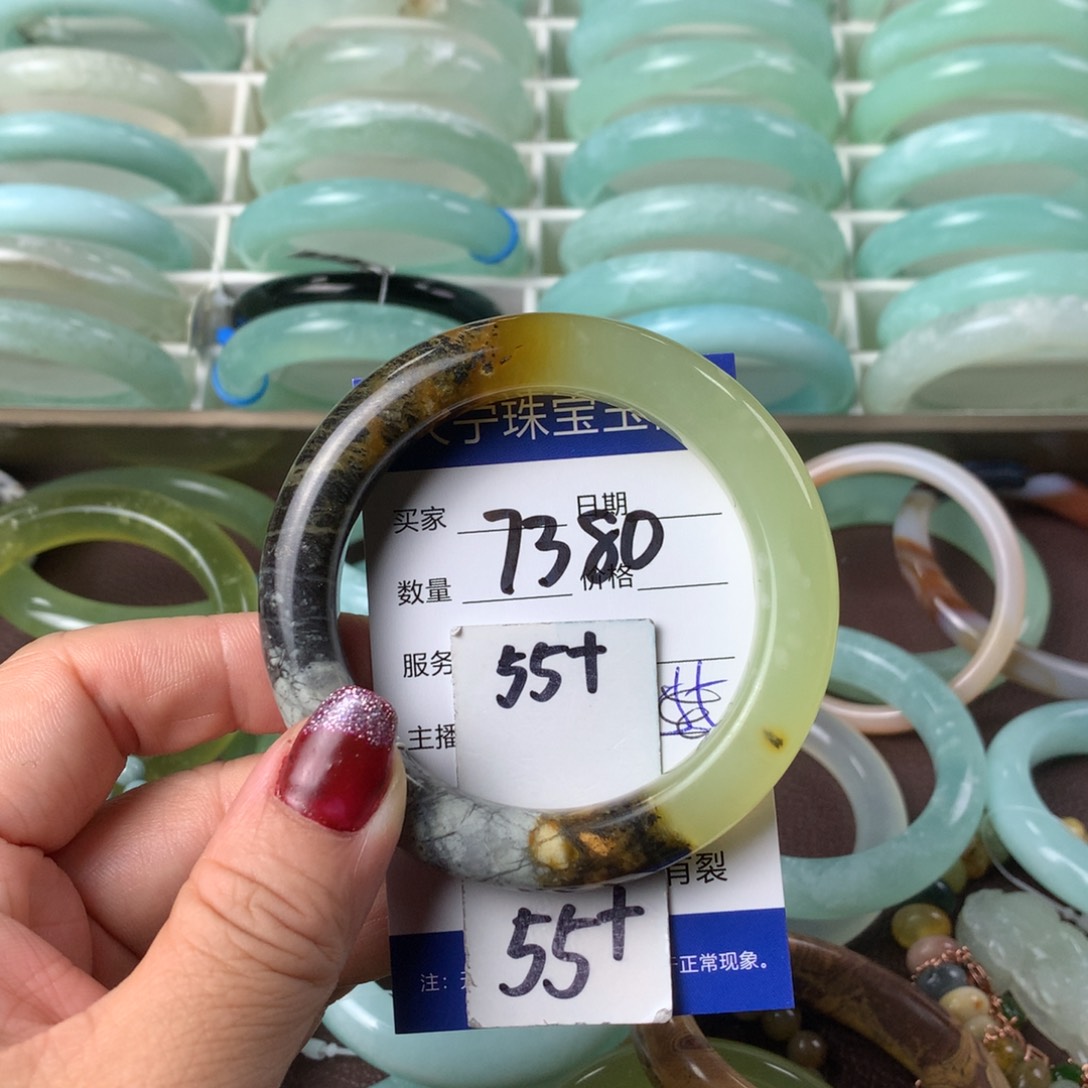 宁珠宝玉
买家 日期
7380
数量 价格
服务
55+
主播
有裂
55+
注: 正常现象。